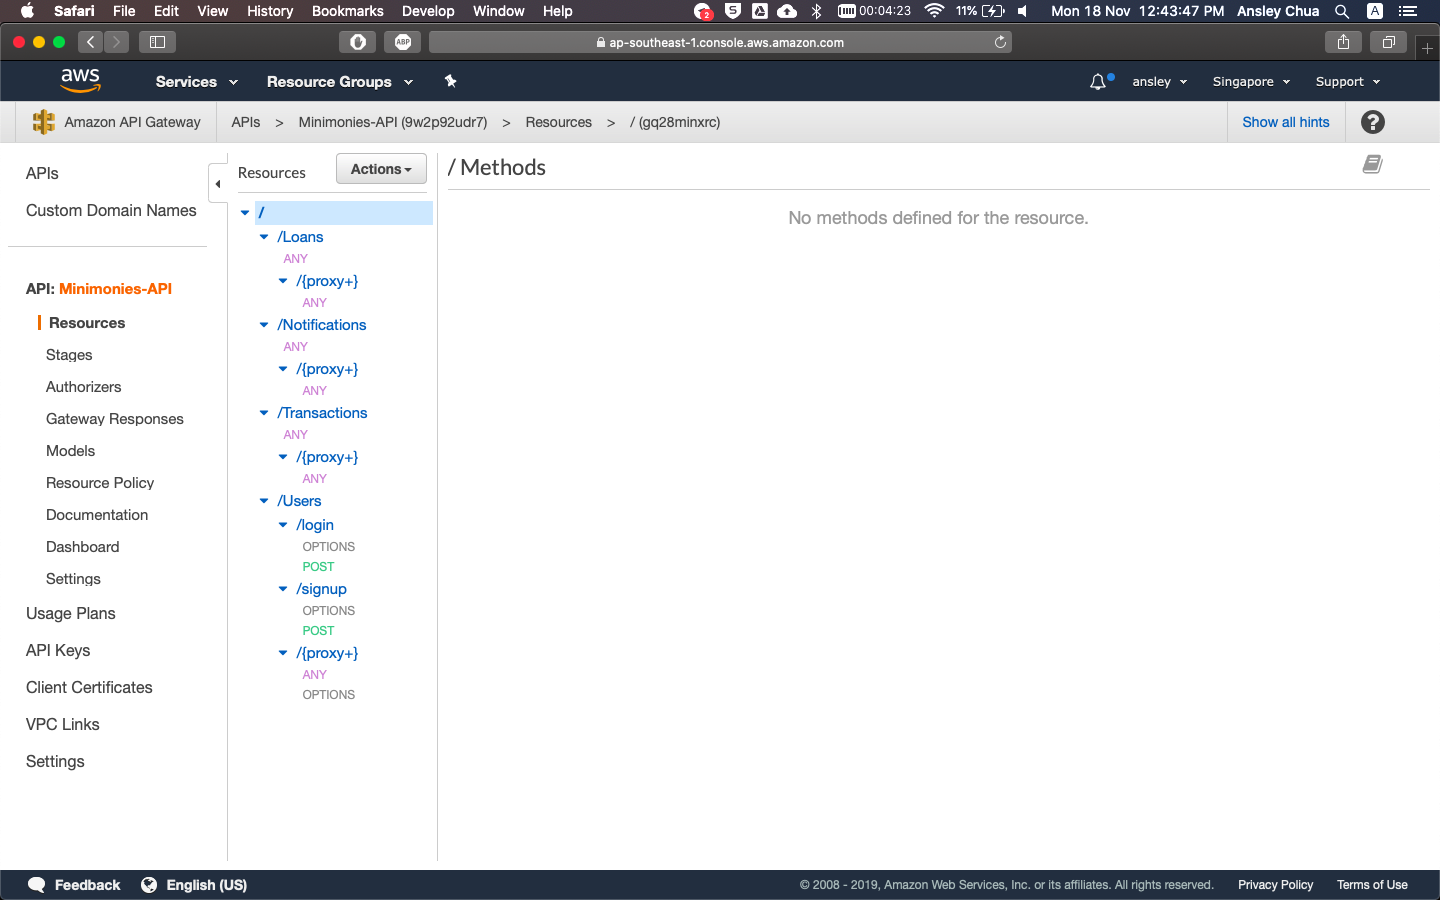 Safari File Edit View History Bookmarks Develop Window Help 2 S 00:04:23 11% Mon 18 Nov 12:43:47 PM Ansley Chua A
ABP ap-southeast-1.console.aws.amazon.com
aws Services Resource Groups ansley Singapore Support
Amazon API Gateway APIs > Minimonies-API (9w2p92udr7) > Resources > / (gq28minxrc) Show all hints ?
APIs
Custom Domain Names
API: Minimonies-API
Resources
Stages
Authorizers
Gateway Responses
Models
Resource Policy
Documentation
Dashboard
Settings
Usage Plans
API Keys
Client Certificates
VPC Links
Settings
Resources Actions
/
/Loans
ANY
/{proxy+}
ANY
/Notifications
ANY
/{proxy+}
ANY
/Transactions
ANY
/{proxy+}
ANY
/Users
/login
OPTIONS
POST
/signup
OPTIONS
POST
/{proxy+}
ANY
OPTIONS
/ Methods
No methods defined for the resource.
Feedback English (US) © 2008 - 2019, Amazon Web Services, Inc. or its affiliates. All rights reserved. Privacy Policy Terms of Use